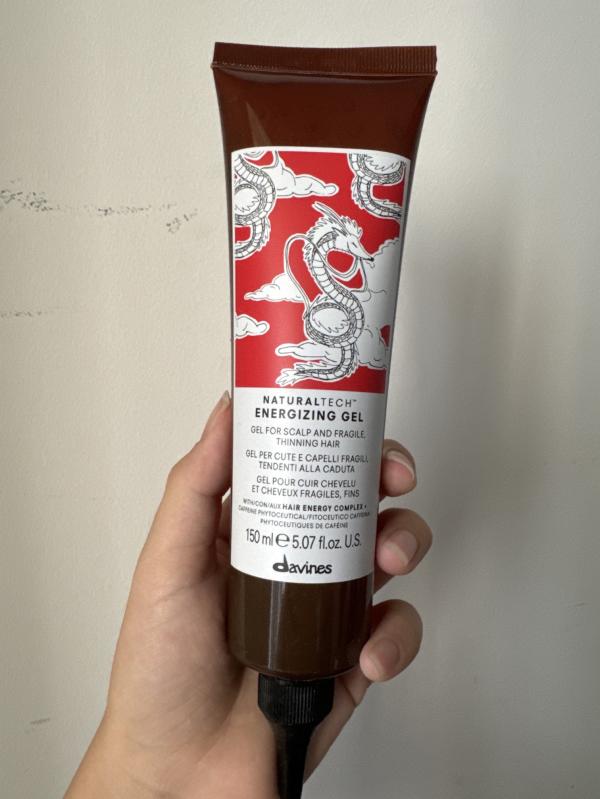 NATURALTECH™
ENERGIZING GEL
GEL FOR SCALP AND FRAGILE,
THINNING HAIR
GEL PER CUTE E CAPELLI FRAGILI,
TENDENTI ALLA CADUTA
GEL POUR CUIR CHEVELU
ET CHEVEUX FRAGILES, FINS
WITH/CON/AUX HAIR ENERGY COMPLEX +
CAFFEINE PHYTOCEUTICAL/FITOCEUTICO CAFFEINA
PHYTOCEUTIQUES DE CAFÉINE
150 ml ℮ 5.07 fl.oz. U.S.
davines